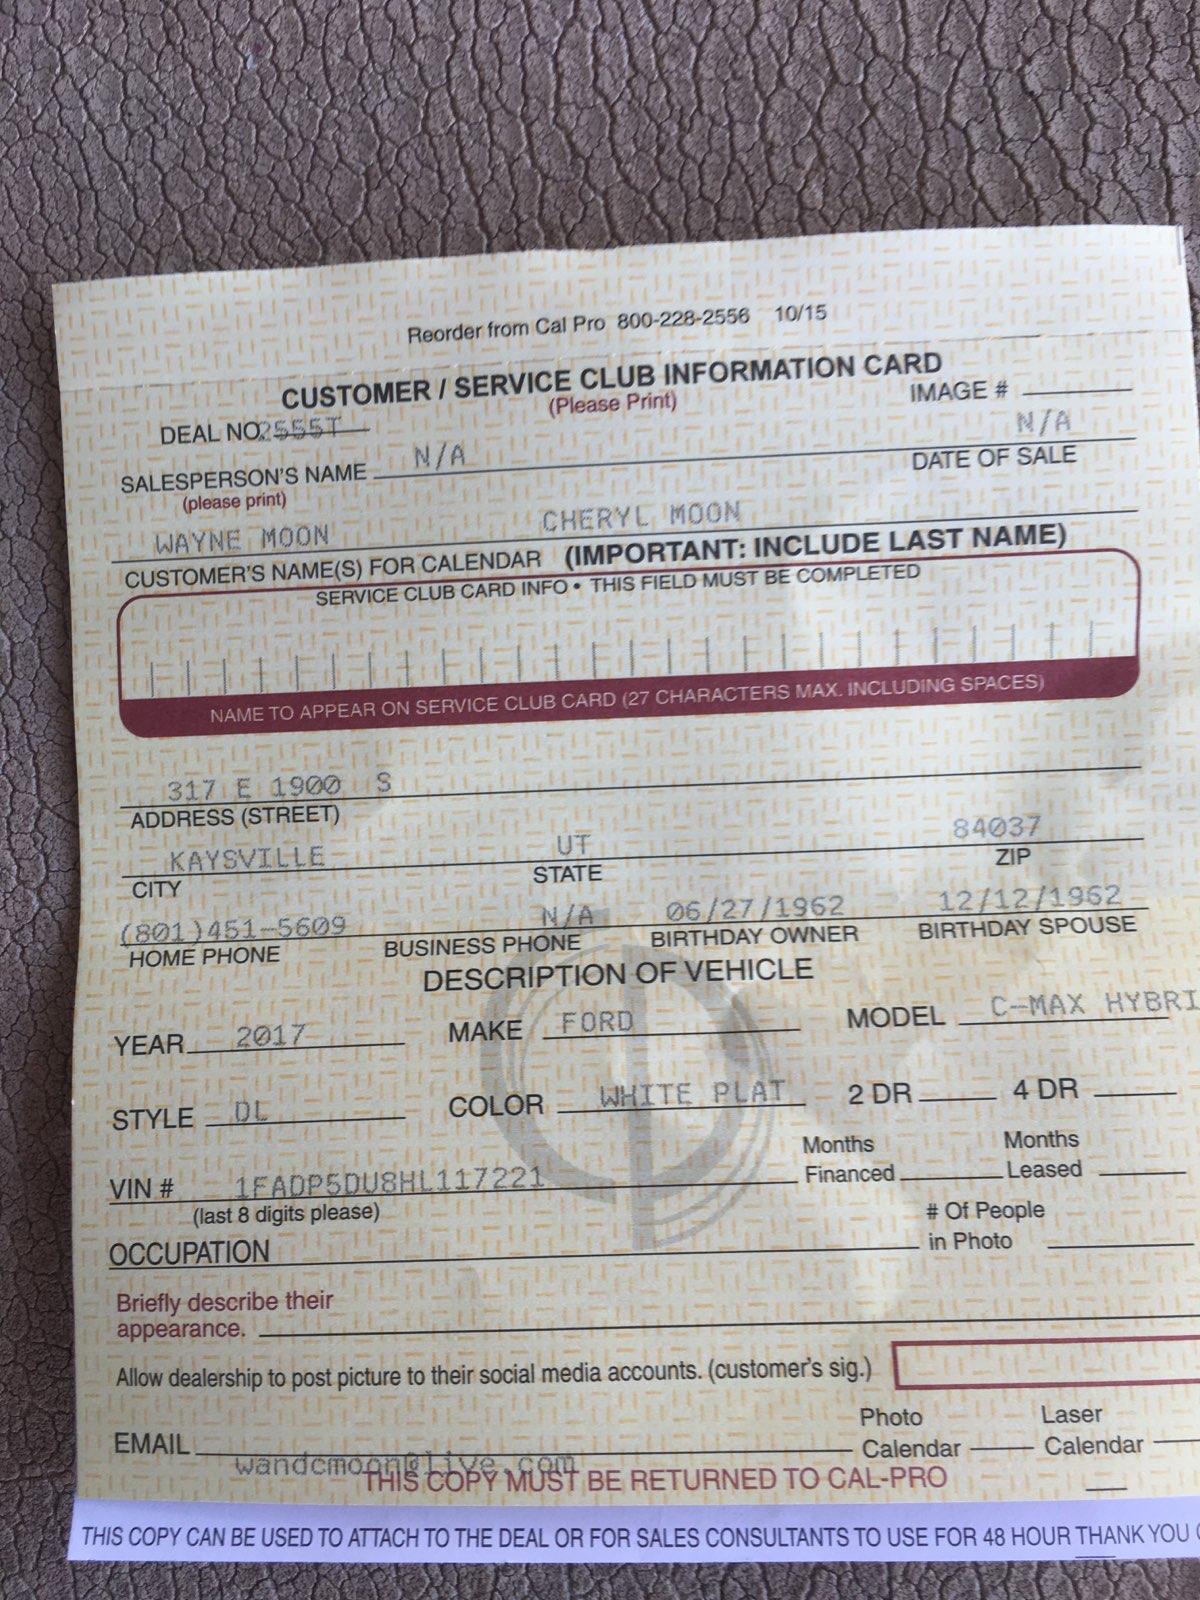 Reorder from Cal Pro 800-228-2556 10/15
CUSTOMER / SERVICE CLUB INFORMATION CARD
(Please Print)
IMAGE #
DEAL NO. 2555T
N/A
SALESPERSON'S NAME N/A
DATE OF SALE
(please print)
WAYNE MOON CHERYL MOON
CUSTOMER'S NAME(S) FOR CALENDAR (IMPORTANT: INCLUDE LAST NAME)
SERVICE CLUB CARD INFO • THIS FIELD MUST BE COMPLETED
NAME TO APPEAR ON SERVICE CLUB CARD (27 CHARACTERS MAX. INCLUDING SPACES)
317 E 1900 S
ADDRESS (STREET)
KAYSVILLE UT 84037
CITY STATE ZIP
(801)451-5609 N/A 06/27/1962 12/12/1962
HOME PHONE BUSINESS PHONE BIRTHDAY OWNER BIRTHDAY SPOUSE
DESCRIPTION OF VEHICLE
YEAR 2017 MAKE FORD MODEL C-MAX HYBRI
STYLE DL COLOR WHITE PLAT 2 DR 4 DR
Months Months
VIN # 1FADP5DU8HL117221 Financed Leased
(last 8 digits please) # Of People
OCCUPATION in Photo
Briefly describe their
appearance.
Allow dealership to post picture to their social media accounts. (customer's sig.)
Photo Laser
EMAIL Calendar Calendar
wandcmoon@live.com
THIS COPY MUST BE RETURNED TO CAL-PRO
THIS COPY CAN BE USED TO ATTACH TO THE DEAL OR FOR SALES CONSULTANTS TO USE FOR 48 HOUR THANK YOU